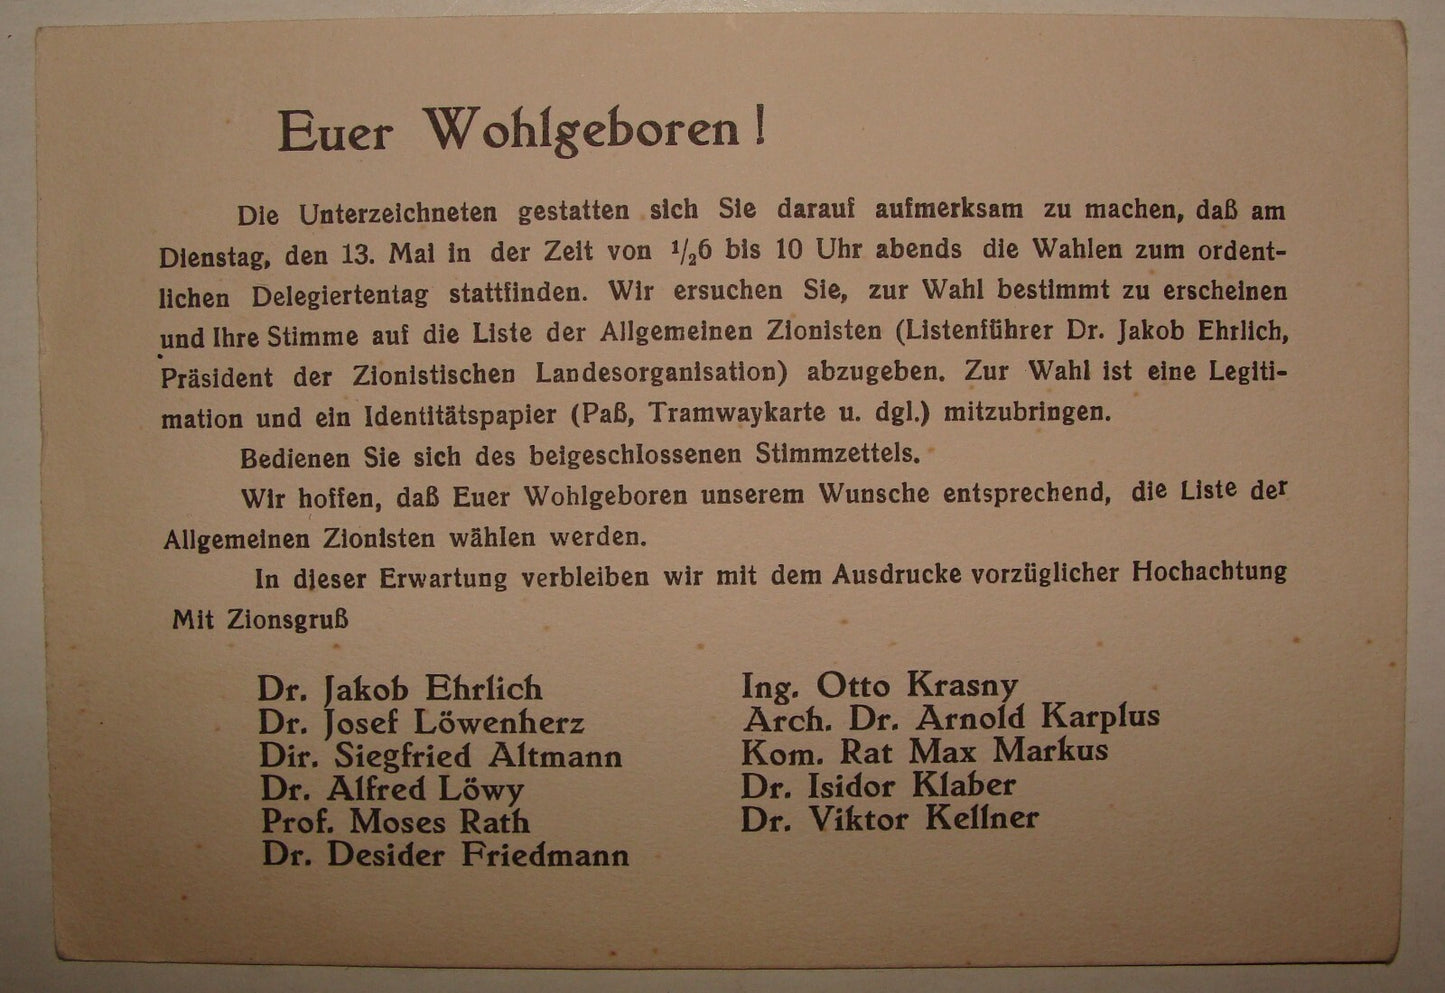 Euer Wohlgeboren!
Die Unterzeichneten gestatten sich Sie darauf aufmerksam zu machen, daß am
Dienstag, den 13. Mai in der Zeit von 1/26 bis 10 Uhr abends die Wahlen zum ordent-
lichen Delegiertentag stattfinden. Wir ersuchen Sie, zur Wahl bestimmt zu erscheinen
und Ihre Stimme auf die Liste der Allgemeinen Zionisten (Listenführer Dr. Jakob Ehrlich,
Präsident der Zionistischen Landesorganisation) abzugeben. Zur Wahl ist eine Legiti-
mation und ein Identitätspapier (Paß, Tramwaykarte u. dgl.) mitzubringen.
Bedienen Sie sich des beigeschlossenen Stimmzettels.
Wir hoffen, daß Euer Wohlgeboren unserem Wunsche entsprechend, die Liste der
Allgemeinen Zionisten wählen werden.
In dieser Erwartung verbleiben wir mit dem Ausdrucke vorzüglicher Hochachtung
Mit Zionsgruß
Dr. Jakob Ehrlich
Dr. Josef Löwenherz
Dir. Siegfried Altmann
Dr. Alfred Löwy
Prof. Moses Rath
Dr. Desider Friedmann
Ing. Otto Krasny
Arch. Dr. Arnold Karplus
Kom. Rat Max Markus
Dr. Isidor Klaber
Dr. Viktor Kellner